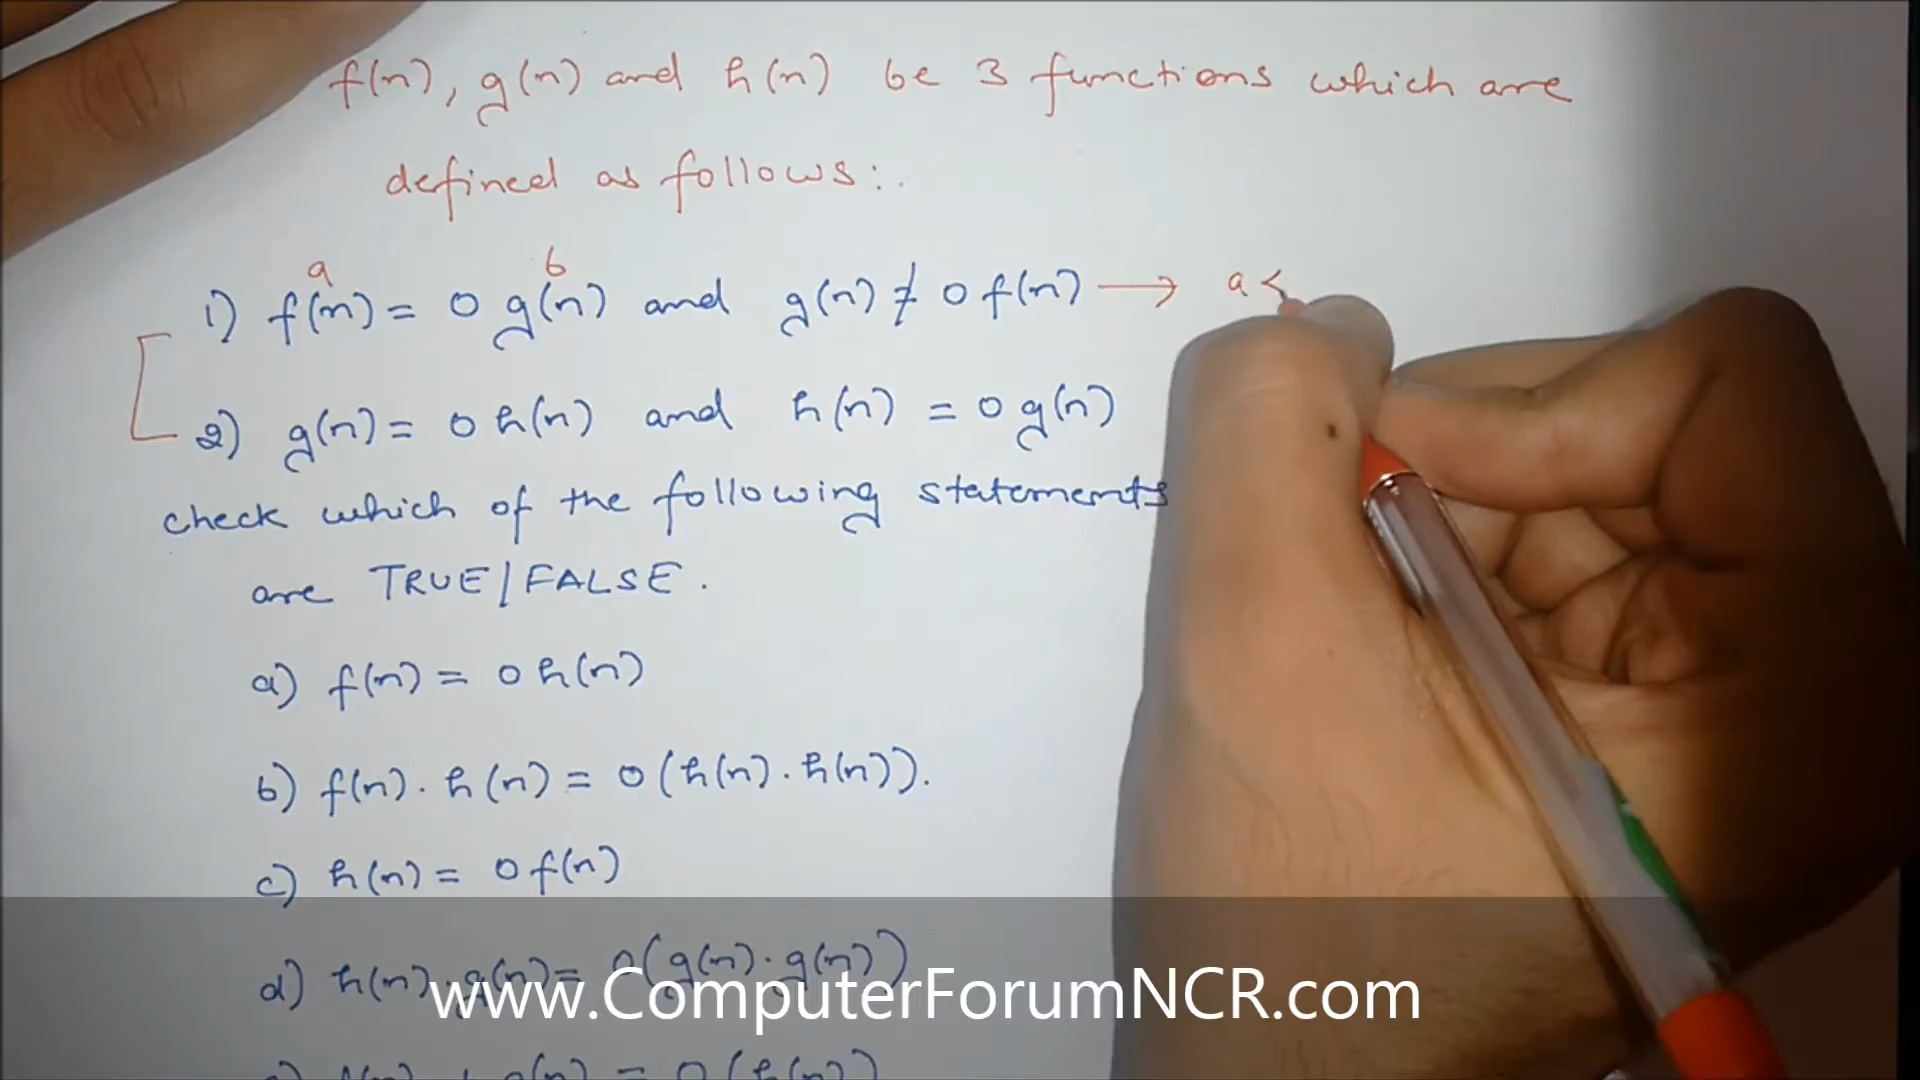 f(n), g(n) and h(n) be 3 functions which are
defined as follows:.
a b
1) f(n) = O g(n) and g(n) ≠ O f(n) → a <
2) g(n) = O h(n) and h(n) = O g(n)
check which of the following statements
are TRUE/FALSE.
a) f(n) = O h(n)
b) f(n) . h(n) = O (h(n) . h(n)).
c) h(n) = O f(n)
d) h(n) . g(n) = O (g(n) . g(n))
www.ComputerForumNCR.com